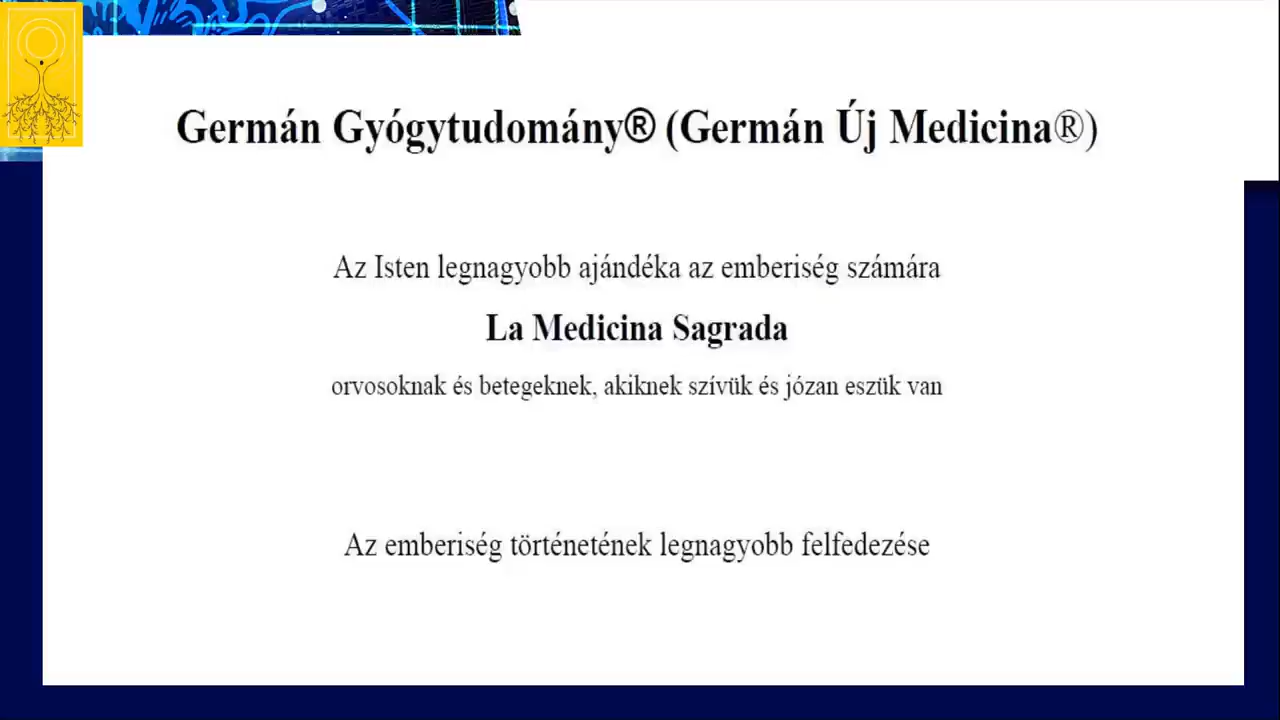 Germán Gyógytudomány® (Germán Új Medicina®)
Az Isten legnagyobb ajándéka az emberiség számára
La Medicina Sagrada
orvosoknak és betegeknek, akiknek szívük és józan eszük van
Az emberiség történetének legnagyobb felfedezése